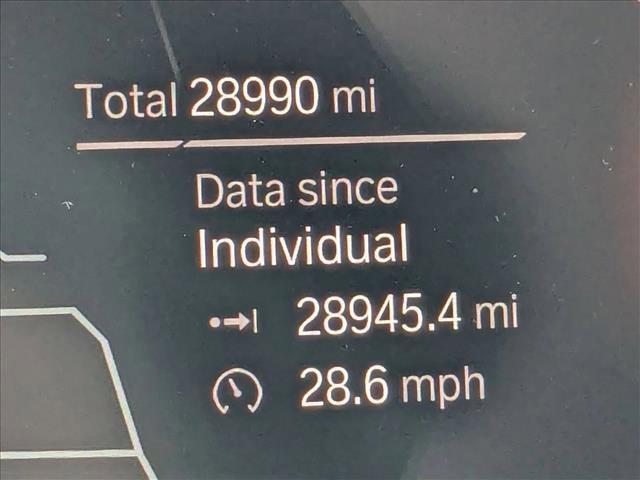 Total 28990 mi
Data since
Individual
28945.4 mi
28.6 mph